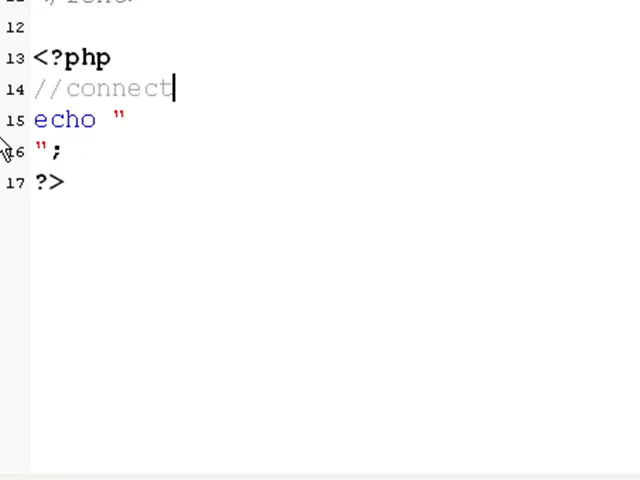 12
13 <?php
14 //connect
15 echo "
16 ";
17 ?>